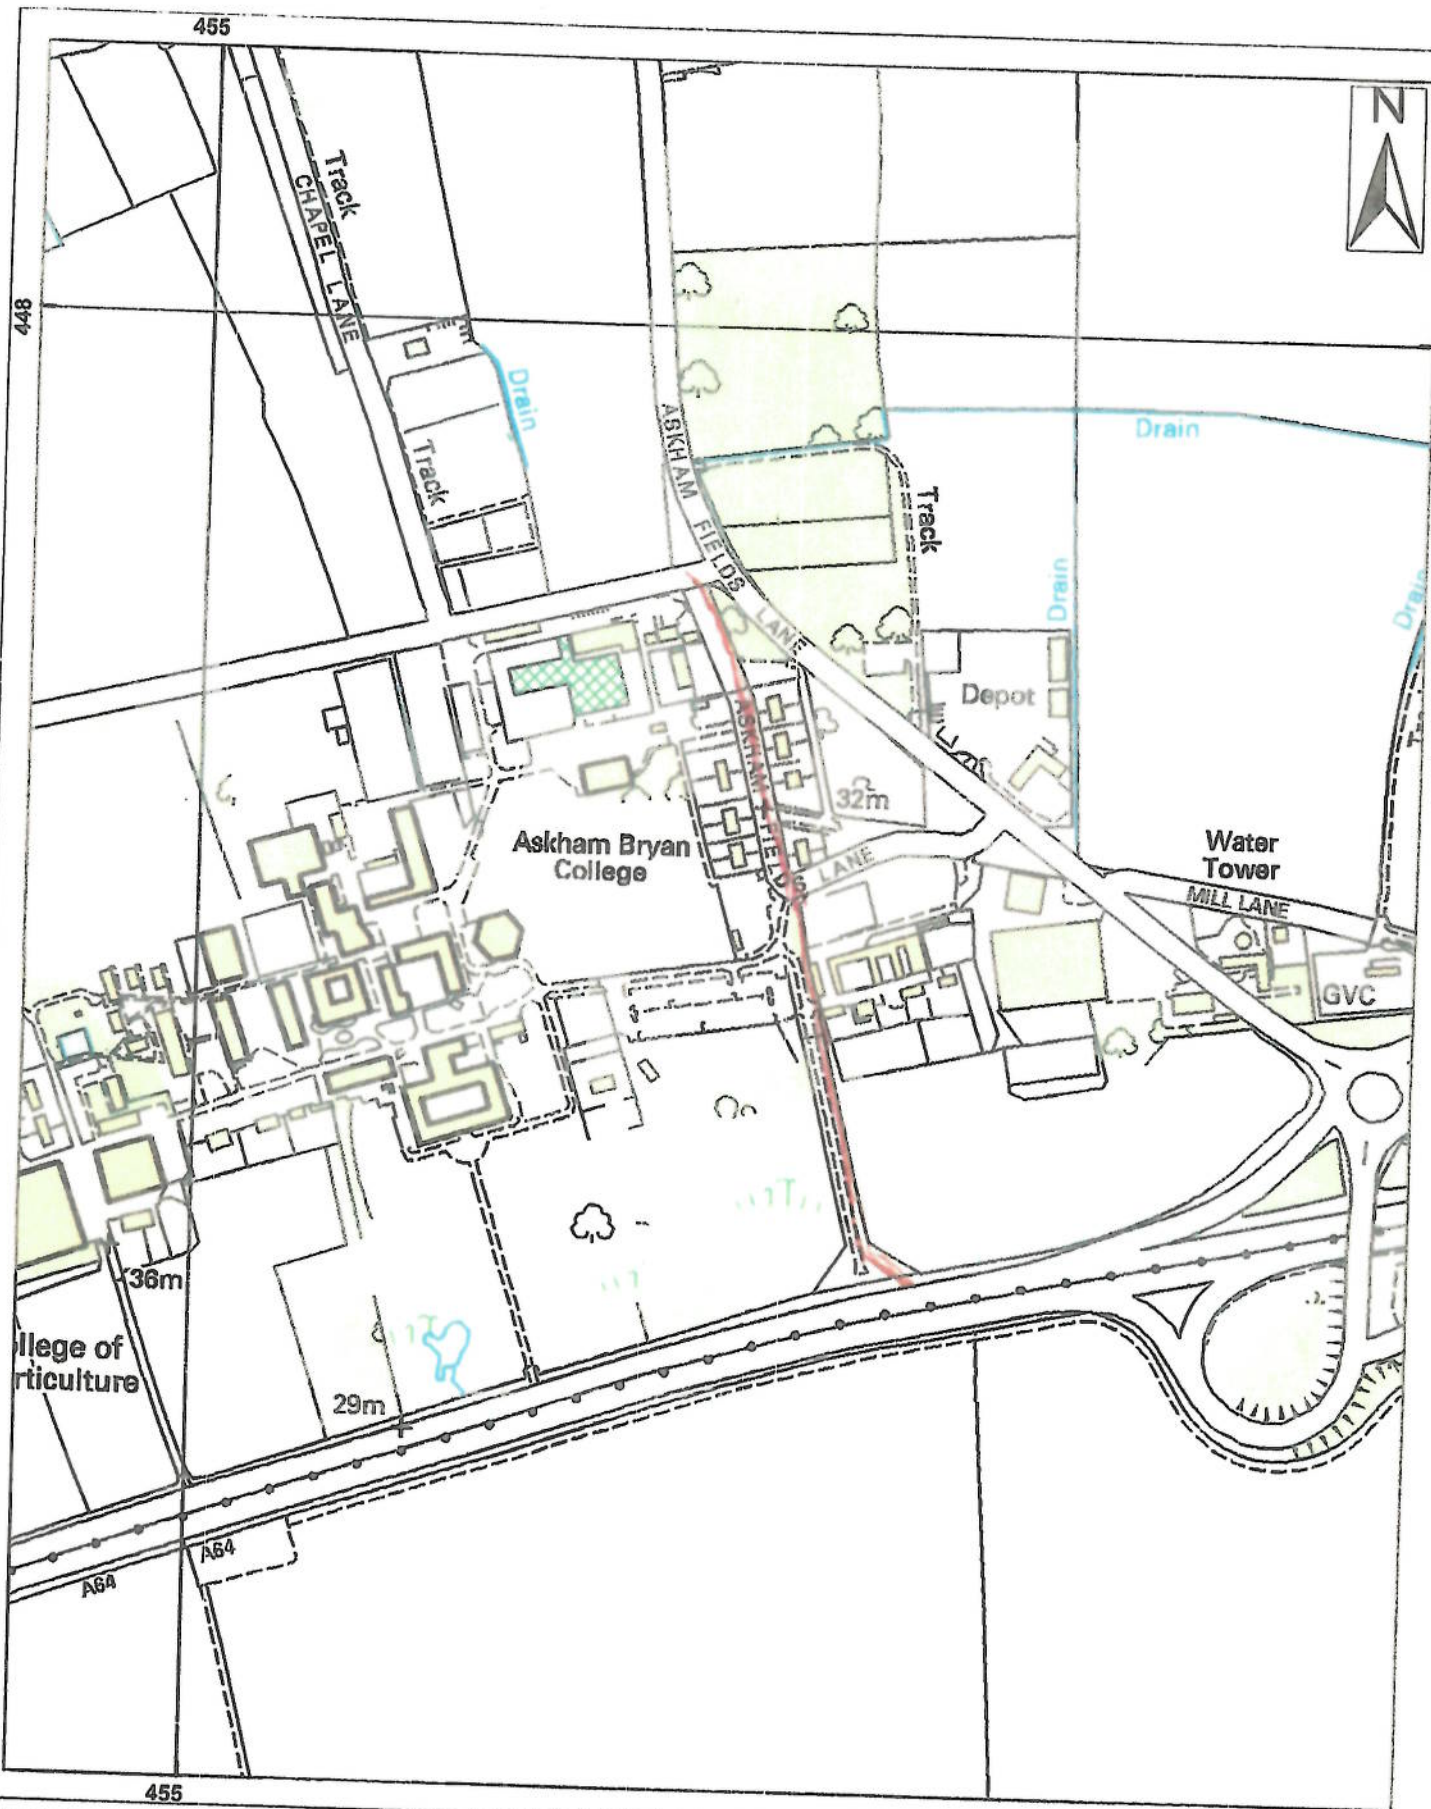 455
N
Track
CHAPEL LANE
448
Drain
ASKHAM FIELDS LANE
Drain
Track
Track
Drain
Depot
ASKHAM FIELDS
LANE
32m
Askham Bryan
College
Water
Tower
MILL LANE
GVC
36m
llege of
rticulture
29m
A64
A64
455